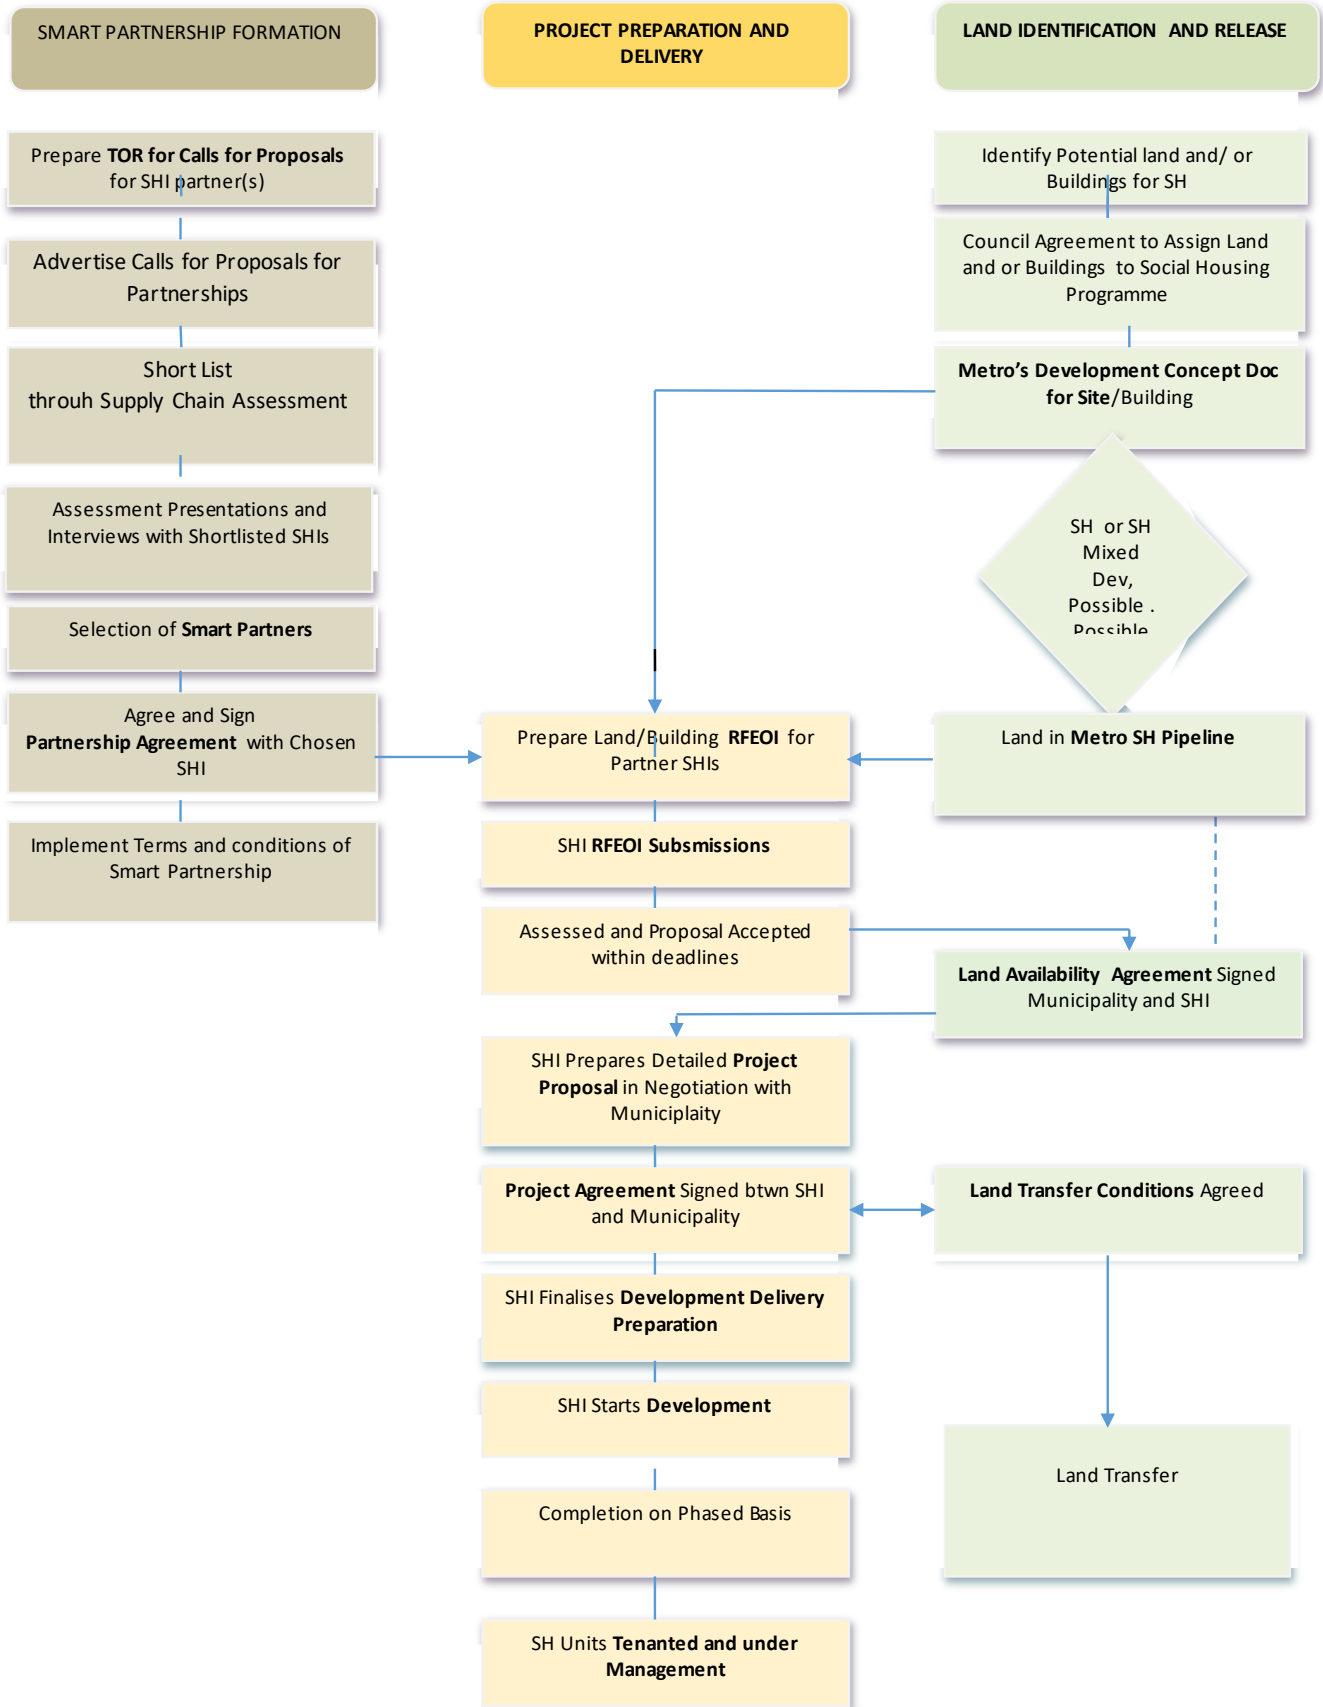 SMART PARTNERSHIP FORMATION
Prepare TOR for Calls for Proposals
for SHI partner(s)
Advertise Calls for Proposals for
Partnerships
Short List
throuh Supply Chain Assessment
Assessment Presentations and
Interviews with Shortlisted SHIs
Selection of Smart Partners
Agree and Sign
Partnership Agreement with Chosen
SHI
Implement Terms and conditions of
Smart Partnership
PROJECT PREPARATION AND
DELIVERY
Prepare Land/Building RFEOI for
Partner SHIs
SHI RFEOI Subsmissions
Assessed and Proposal Accepted
within deadlines
SHI Prepares Detailed Project
Proposal in Negotiation with
Municiplaity
Project Agreement Signed btwn SHI
and Municipality
SHI Finalises Development Delivery
Preparation
SHI Starts Development
Completion on Phased Basis
SH Units Tenanted and under
Management
LAND IDENTIFICATION AND RELEASE
Identify Potential land and/ or
Buildings for SH
Council Agreement to Assign Land
and or Buildings to Social Housing
Programme
Metro's Development Concept Doc
for Site/Building
SH or SH
Mixed
Dev,
Possible .
Possible
Land in Metro SH Pipeline
Land Availability Agreement Signed
Municipality and SHI
Land Transfer Conditions Agreed
Land Transfer